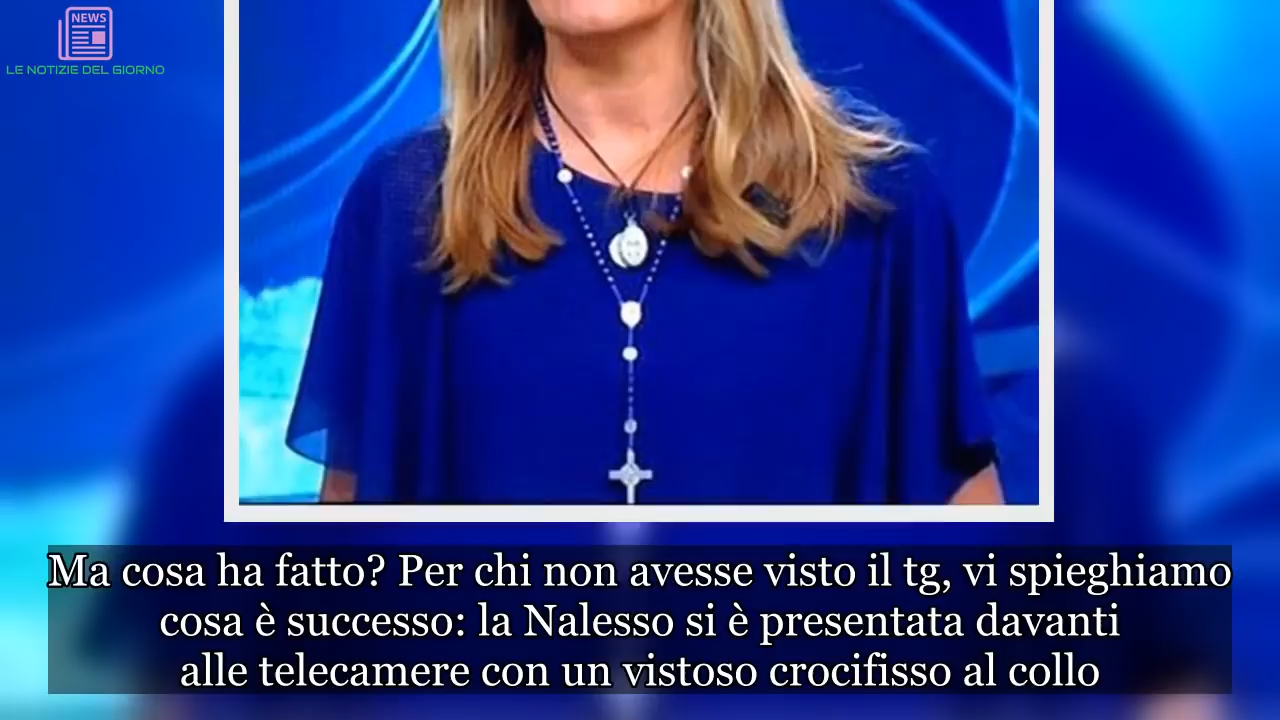 NEWS
LE NOTIZIE DEL GIORNO
Ma cosa ha fatto? Per chi non avesse visto il tg, vi spieghiamo
cosa è successo: la Nalesso si è presentata davanti
alle telecamere con un vistoso crocifisso al collo